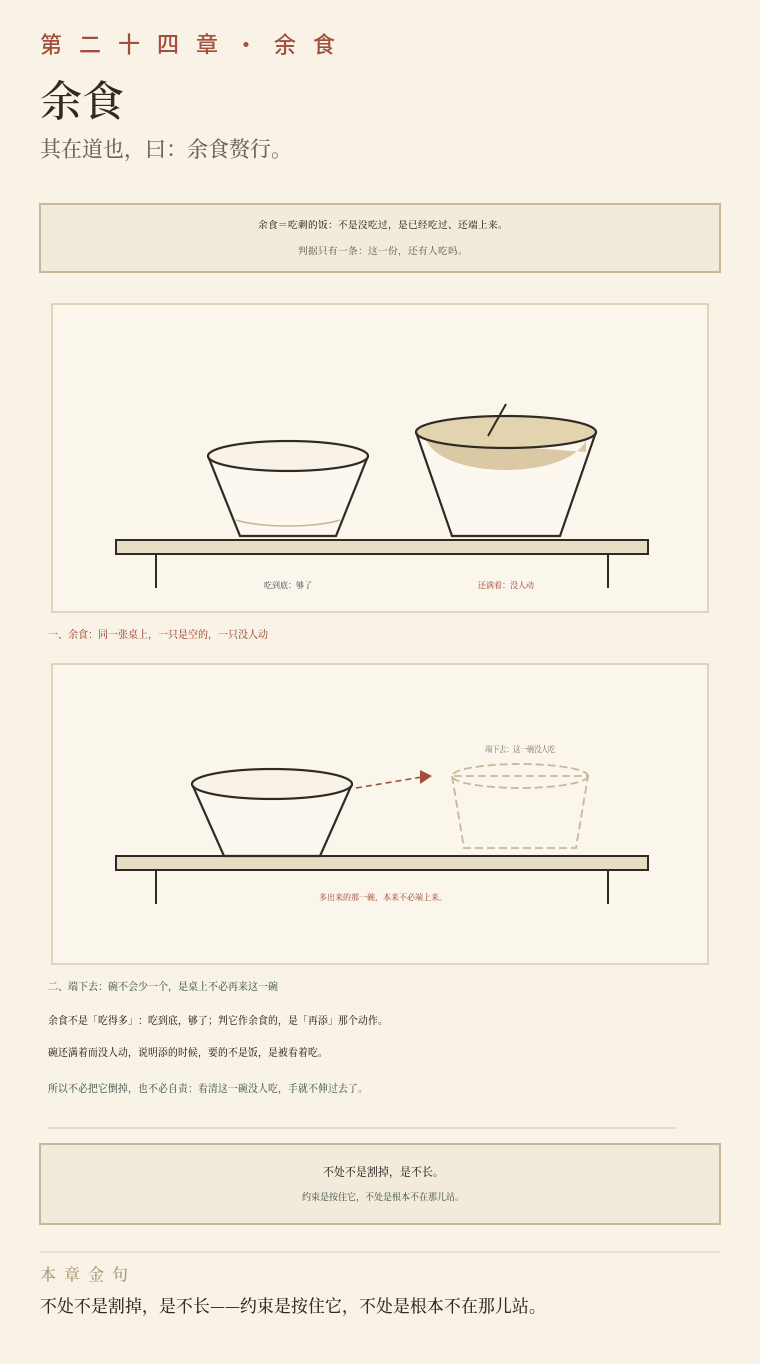 第二十四章·余食
余食
其在道也，曰：余食赘行。
余食＝吃剩的饭：不是没吃过，是已经吃过、还端上来。
判据只有一条：这一份，还有人吃吗。
吃到底：够了
还满着：没人动
一、余食：同一张桌上，一只是空的，一只没人动
端下去：这一碗没人吃
多出来的那一碗，本来不必端上来。
二、端下去：碗不会少一个，是桌上不必再来这一碗
余食不是「吃得多」：吃到底，够了；判它作余食的，是「再添」那个动作。
碗还满着而没人动，说明添的时候，要的不是饭，是被看着吃。
所以不必把它倒掉，也不必自责：看清这一碗没人吃，手就不伸过去了。
不处不是割掉，是不长。
约束是按住它，不处是根本不在那儿站。
本章金句
不处不是割掉，是不长——约束是按住它，不处是根本不在那儿站。